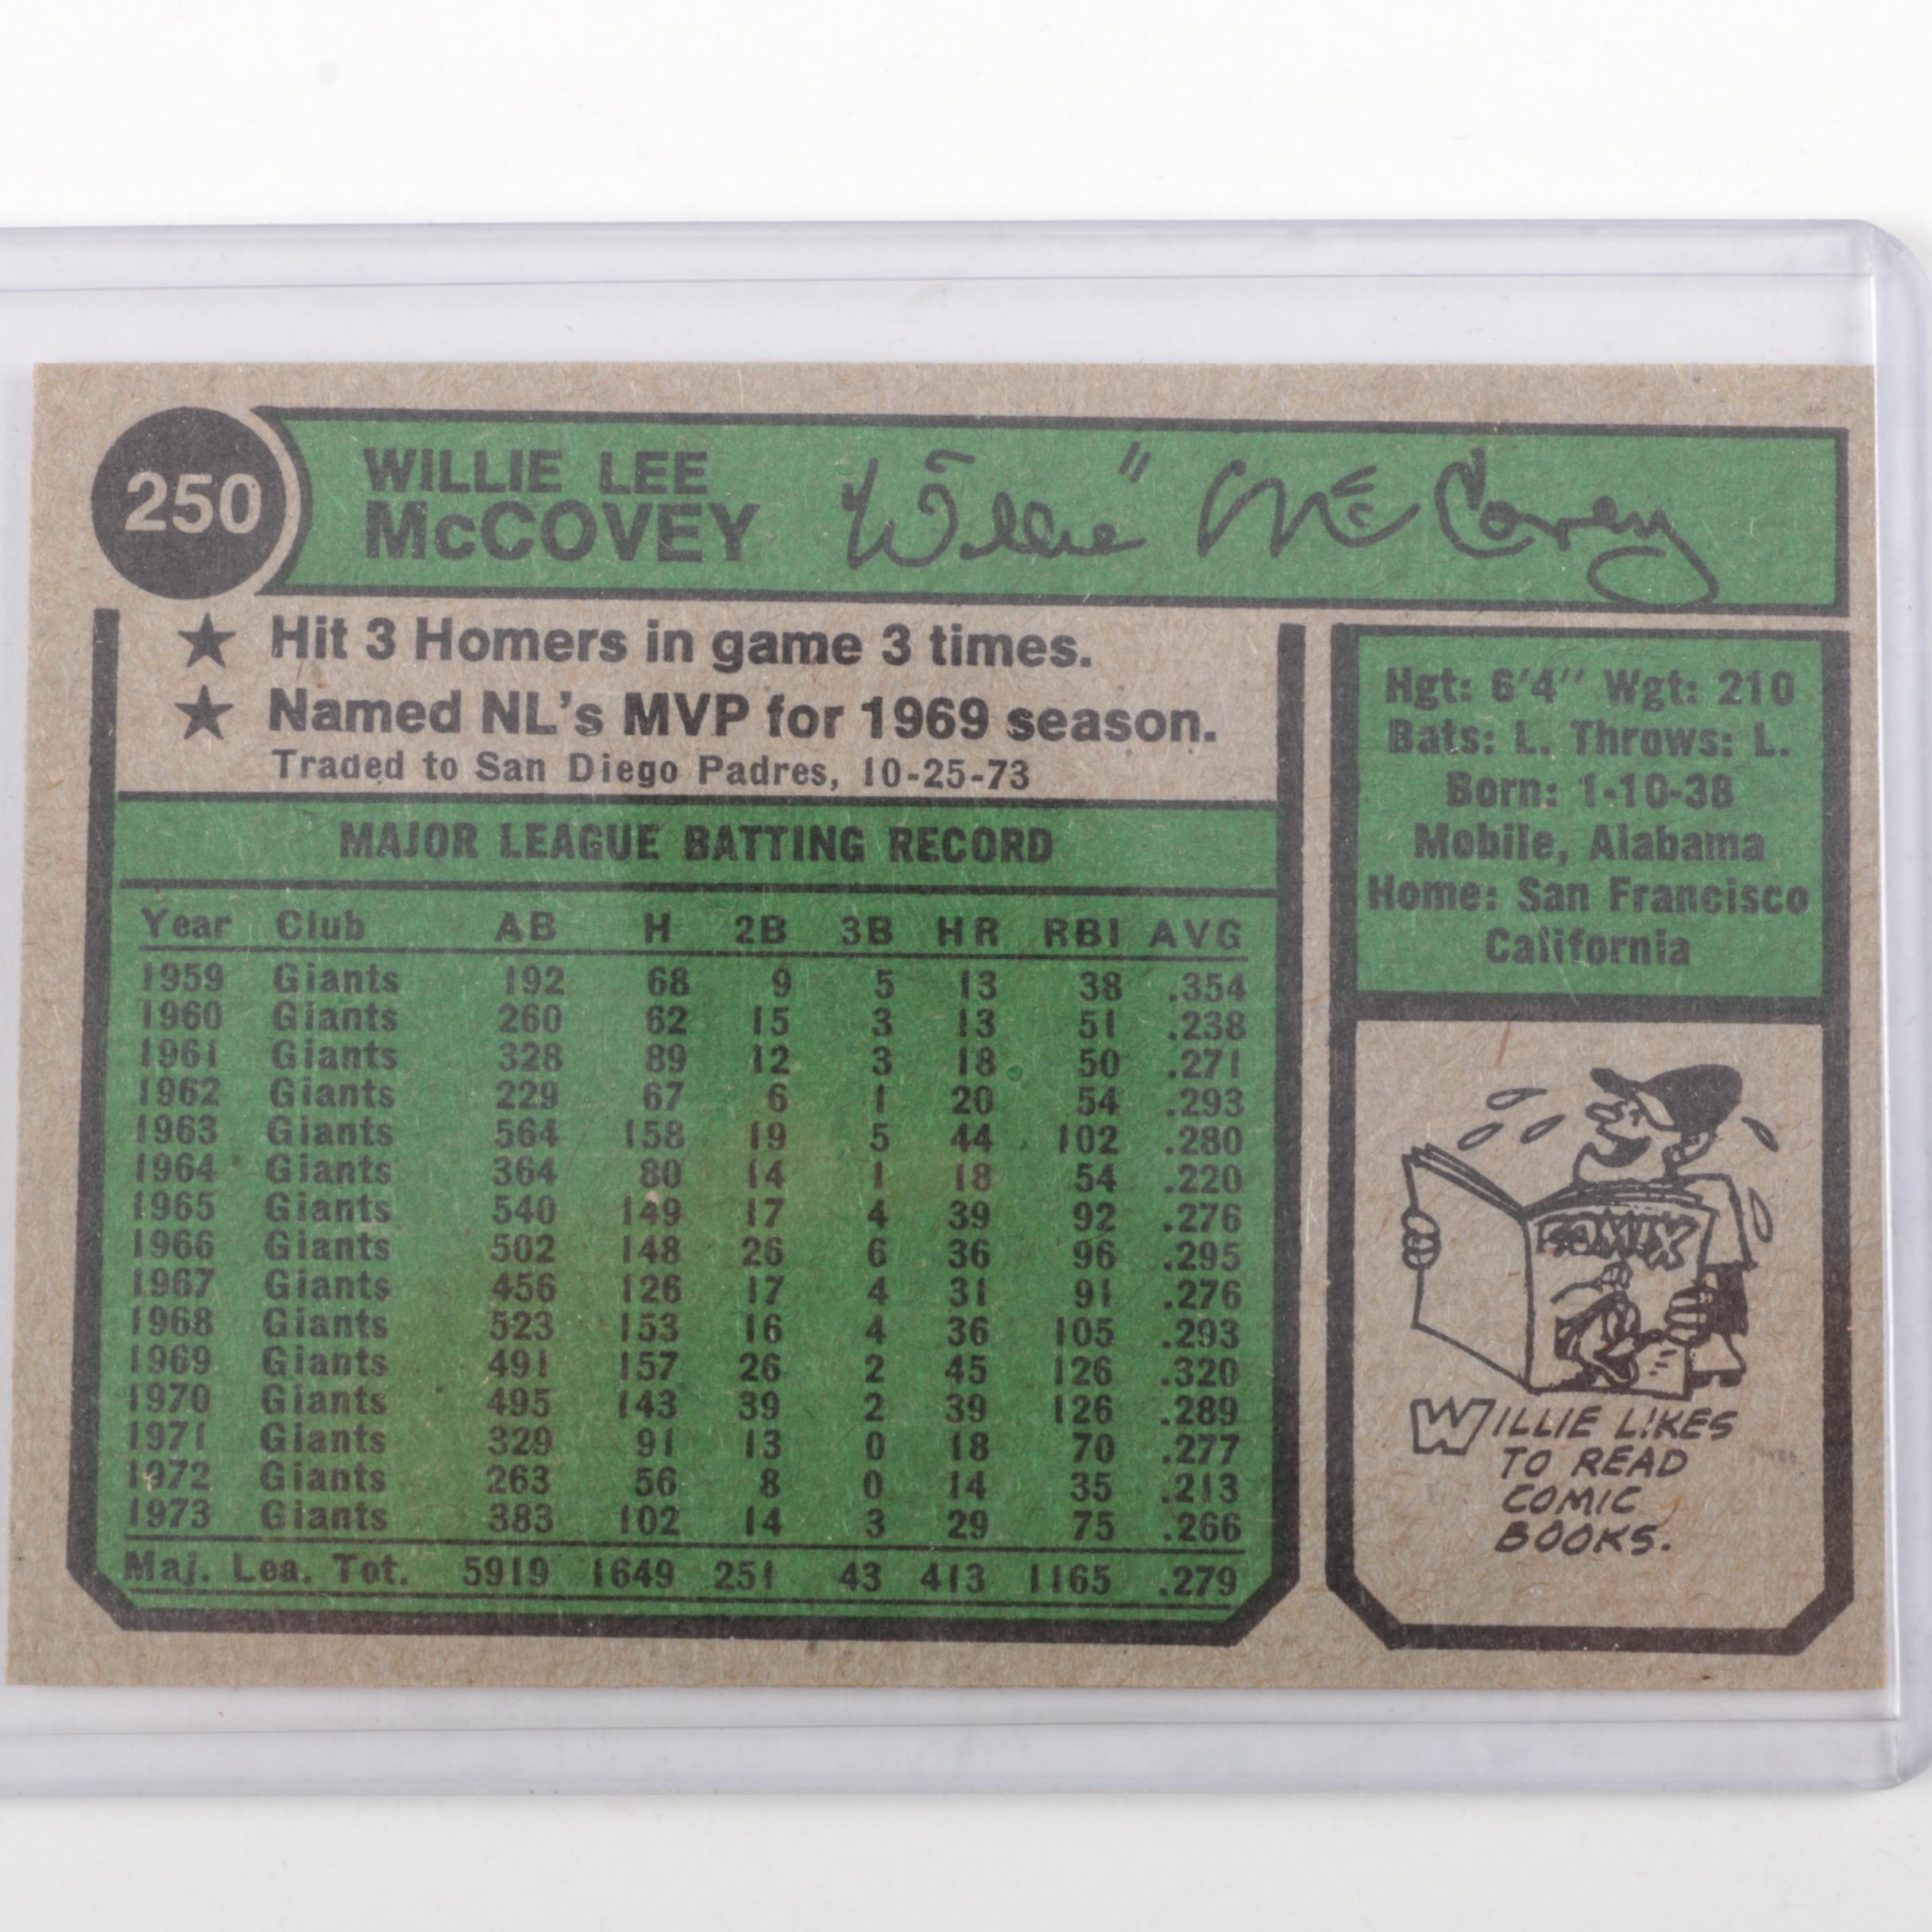 250
WILLIE LEE
McCOVEY
"Willie" McCovey
★ Hit 3 Homers in game 3 times.
★ Named NL's MVP for 1969 season.
Traded to San Diego Padres, 10-25-73
MAJOR LEAGUE BATTING RECORD
Year Club AB H 2B 3B HR RBI AVG
1959 Giants 192 68 9 5 13 38 .354
1960 Giants 260 62 15 3 13 51 .238
1961 Giants 328 89 12 3 18 50 .271
1962 Giants 229 67 6 1 20 54 .293
1963 Giants 564 158 19 5 44 102 .280
1964 Giants 364 80 14 1 18 54 .220
1965 Giants 540 149 17 4 39 92 .276
1966 Giants 502 148 26 6 36 96 .295
1967 Giants 456 126 17 4 31 91 .276
1968 Giants 523 153 16 4 36 105 .293
1969 Giants 491 157 26 2 45 126 .320
1970 Giants 495 143 39 2 39 126 .289
1971 Giants 329 91 13 0 18 70 .277
1972 Giants 263 56 8 0 14 35 .213
1973 Giants 383 102 14 3 29 75 .266
Maj. Lea. Tot. 5919 1649 251 43 413 1165 .279
Hgt: 6'4" Wgt: 210
Bats: L. Throws: L.
Born: 1-10-38
Mobile, Alabama
Home: San Francisco
California
COMIX
WILLIE LIKES
TO READ
COMIC
BOOKS.